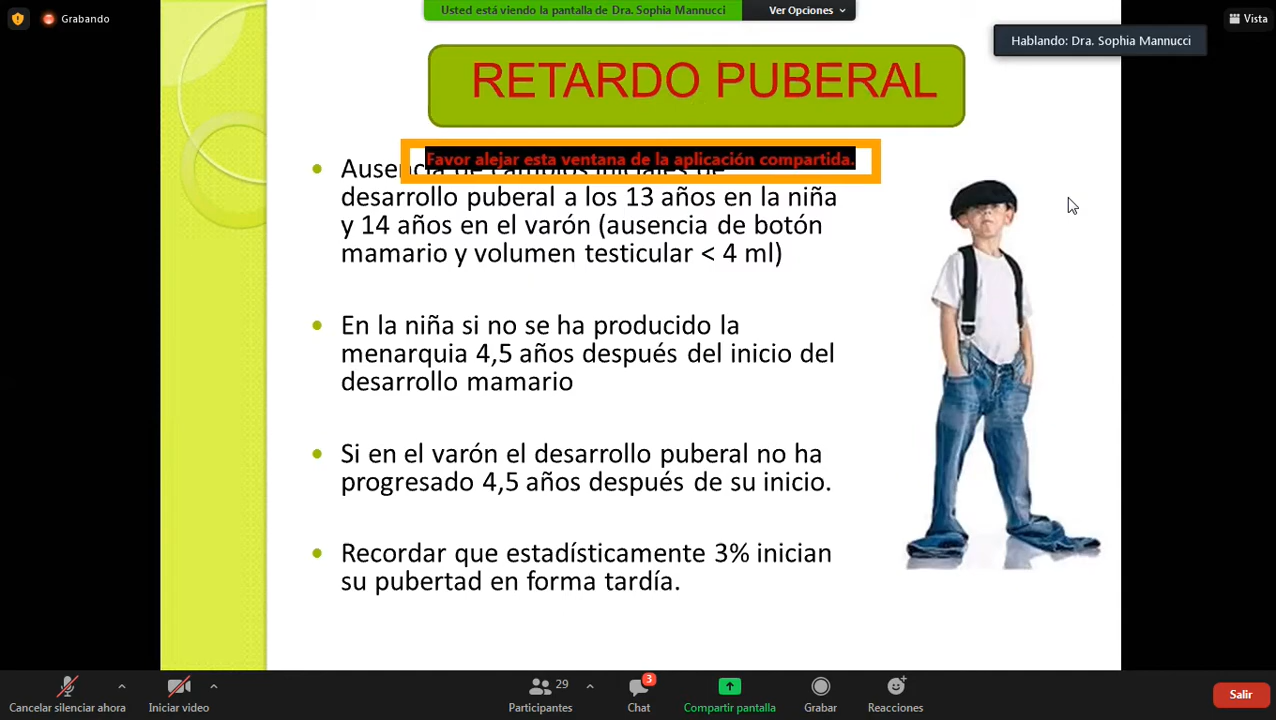 Grabando
Usted está viendo la pantalla de Dra. Sophia Mannucci
Ver Opciones
Vista
Hablando: Dra. Sophia Mannucci
RETARDO PUBERAL
Favor alejar esta ventana de la aplicación compartida.
Ausencia de cambios iniciales de
desarrollo puberal a los 13 años en la niña
y 14 años en el varón (ausencia de botón
mamario y volumen testicular < 4 ml)
En la niña si no se ha producido la
menarquia 4,5 años después del inicio del
desarrollo mamario
Si en el varón el desarrollo puberal no ha
progresado 4,5 años después de su inicio.
Recordar que estadísticamente 3% inician
su pubertad en forma tardía.
29
3
Cancelar silenciar ahora
Iniciar video
Participantes
Chat
Compartir pantalla
Grabar
Reacciones
Salir